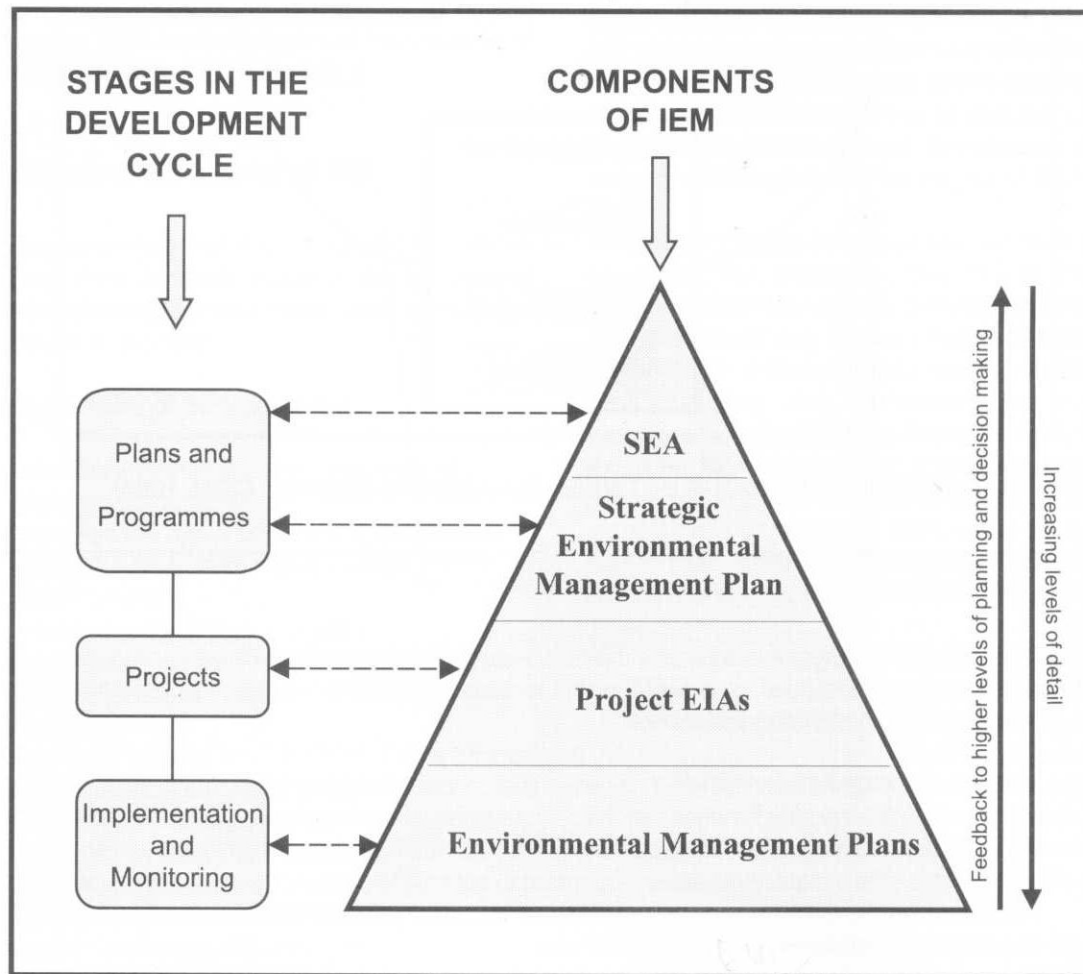 STAGES IN THE
DEVELOPMENT
CYCLE
COMPONENTS
OF IEM
Plans and
Programmes
Projects
Implementation
and
Monitoring
SEA
Strategic
Environmental
Management Plan
Project EIAs
Environmental Management Plans
Feedback to higher levels of planning and decision making
Increasing levels of detail